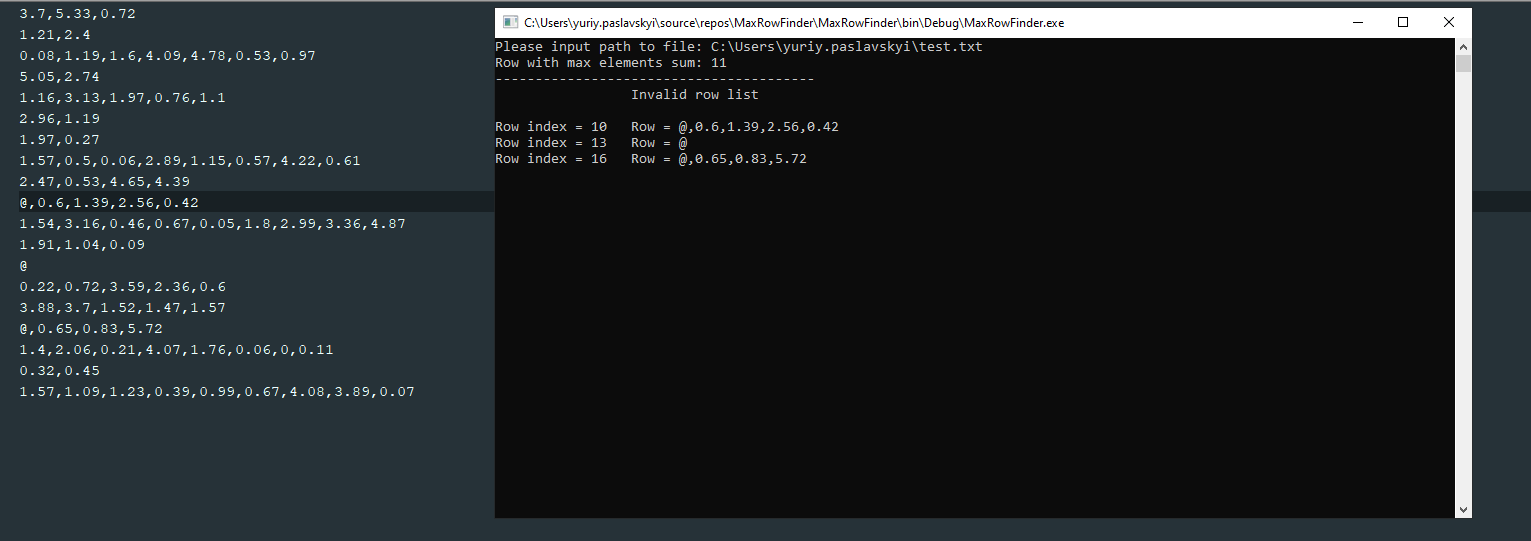 3.7,5.33,0.72
1.21,2.4
0.08,1.19,1.6,4.09,4.78,0.53,0.97
5.05,2.74
1.16,3.13,1.97,0.76,1.1
2.96,1.19
1.97,0.27
1.57,0.5,0.06,2.89,1.15,0.57,4.22,0.61
2.47,0.53,4.65,4.39
@,0.6,1.39,2.56,0.42
1.54,3.16,0.46,0.67,0.05,1.8,2.99,3.36,4.87
1.91,1.04,0.09
@
0.22,0.72,3.59,2.36,0.6
3.88,3.7,1.52,1.47,1.57
@,0.65,0.83,5.72
1.4,2.06,0.21,4.07,1.76,0.06,0,0.11
0.32,0.45
1.57,1.09,1.23,0.39,0.99,0.67,4.08,3.89,0.07
C:\Users\yuriy.paslavskyi\source\repos\MaxRowFinder\MaxRowFinder\bin\Debug\MaxRowFinder.exe
Please input path to file: C:\Users\yuriy.paslavskyi\test.txt
Row with max elements sum: 11
----------------------------------------
Invalid row list
Row index = 10   Row = @,0.6,1.39,2.56,0.42
Row index = 13   Row = @
Row index = 16   Row = @,0.65,0.83,5.72